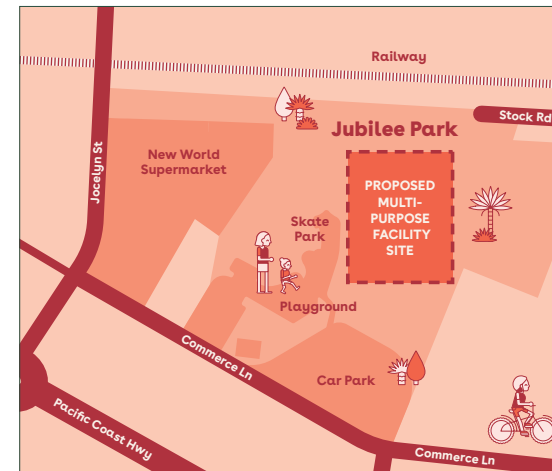 Railway
Stock Rd
Jubilee Park
Jocelyn St
New World
Supermarket
PROPOSED
MULTI-
PURPOSE
FACILITY
SITE
Skate
Park
Playground
Commerce Ln
Car Park
Pacific Coast Hwy
Commerce Ln